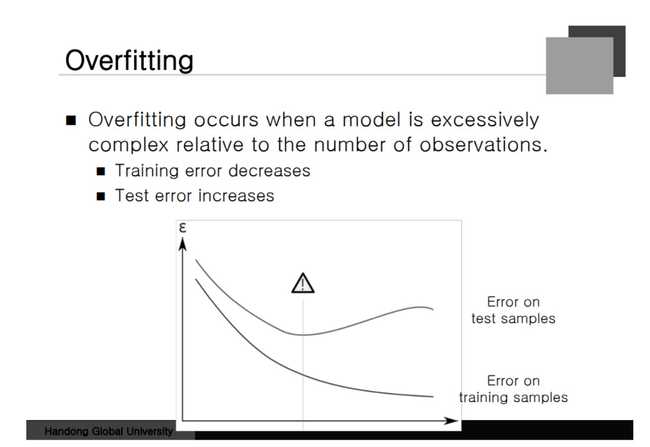 Overfitting
■ Overfitting occurs when a model is excessively
complex relative to the number of observations.
■ Training error decreases
■ Test error increases
ε
!
Error on
test samples
Error on
training samples
Handong Global University